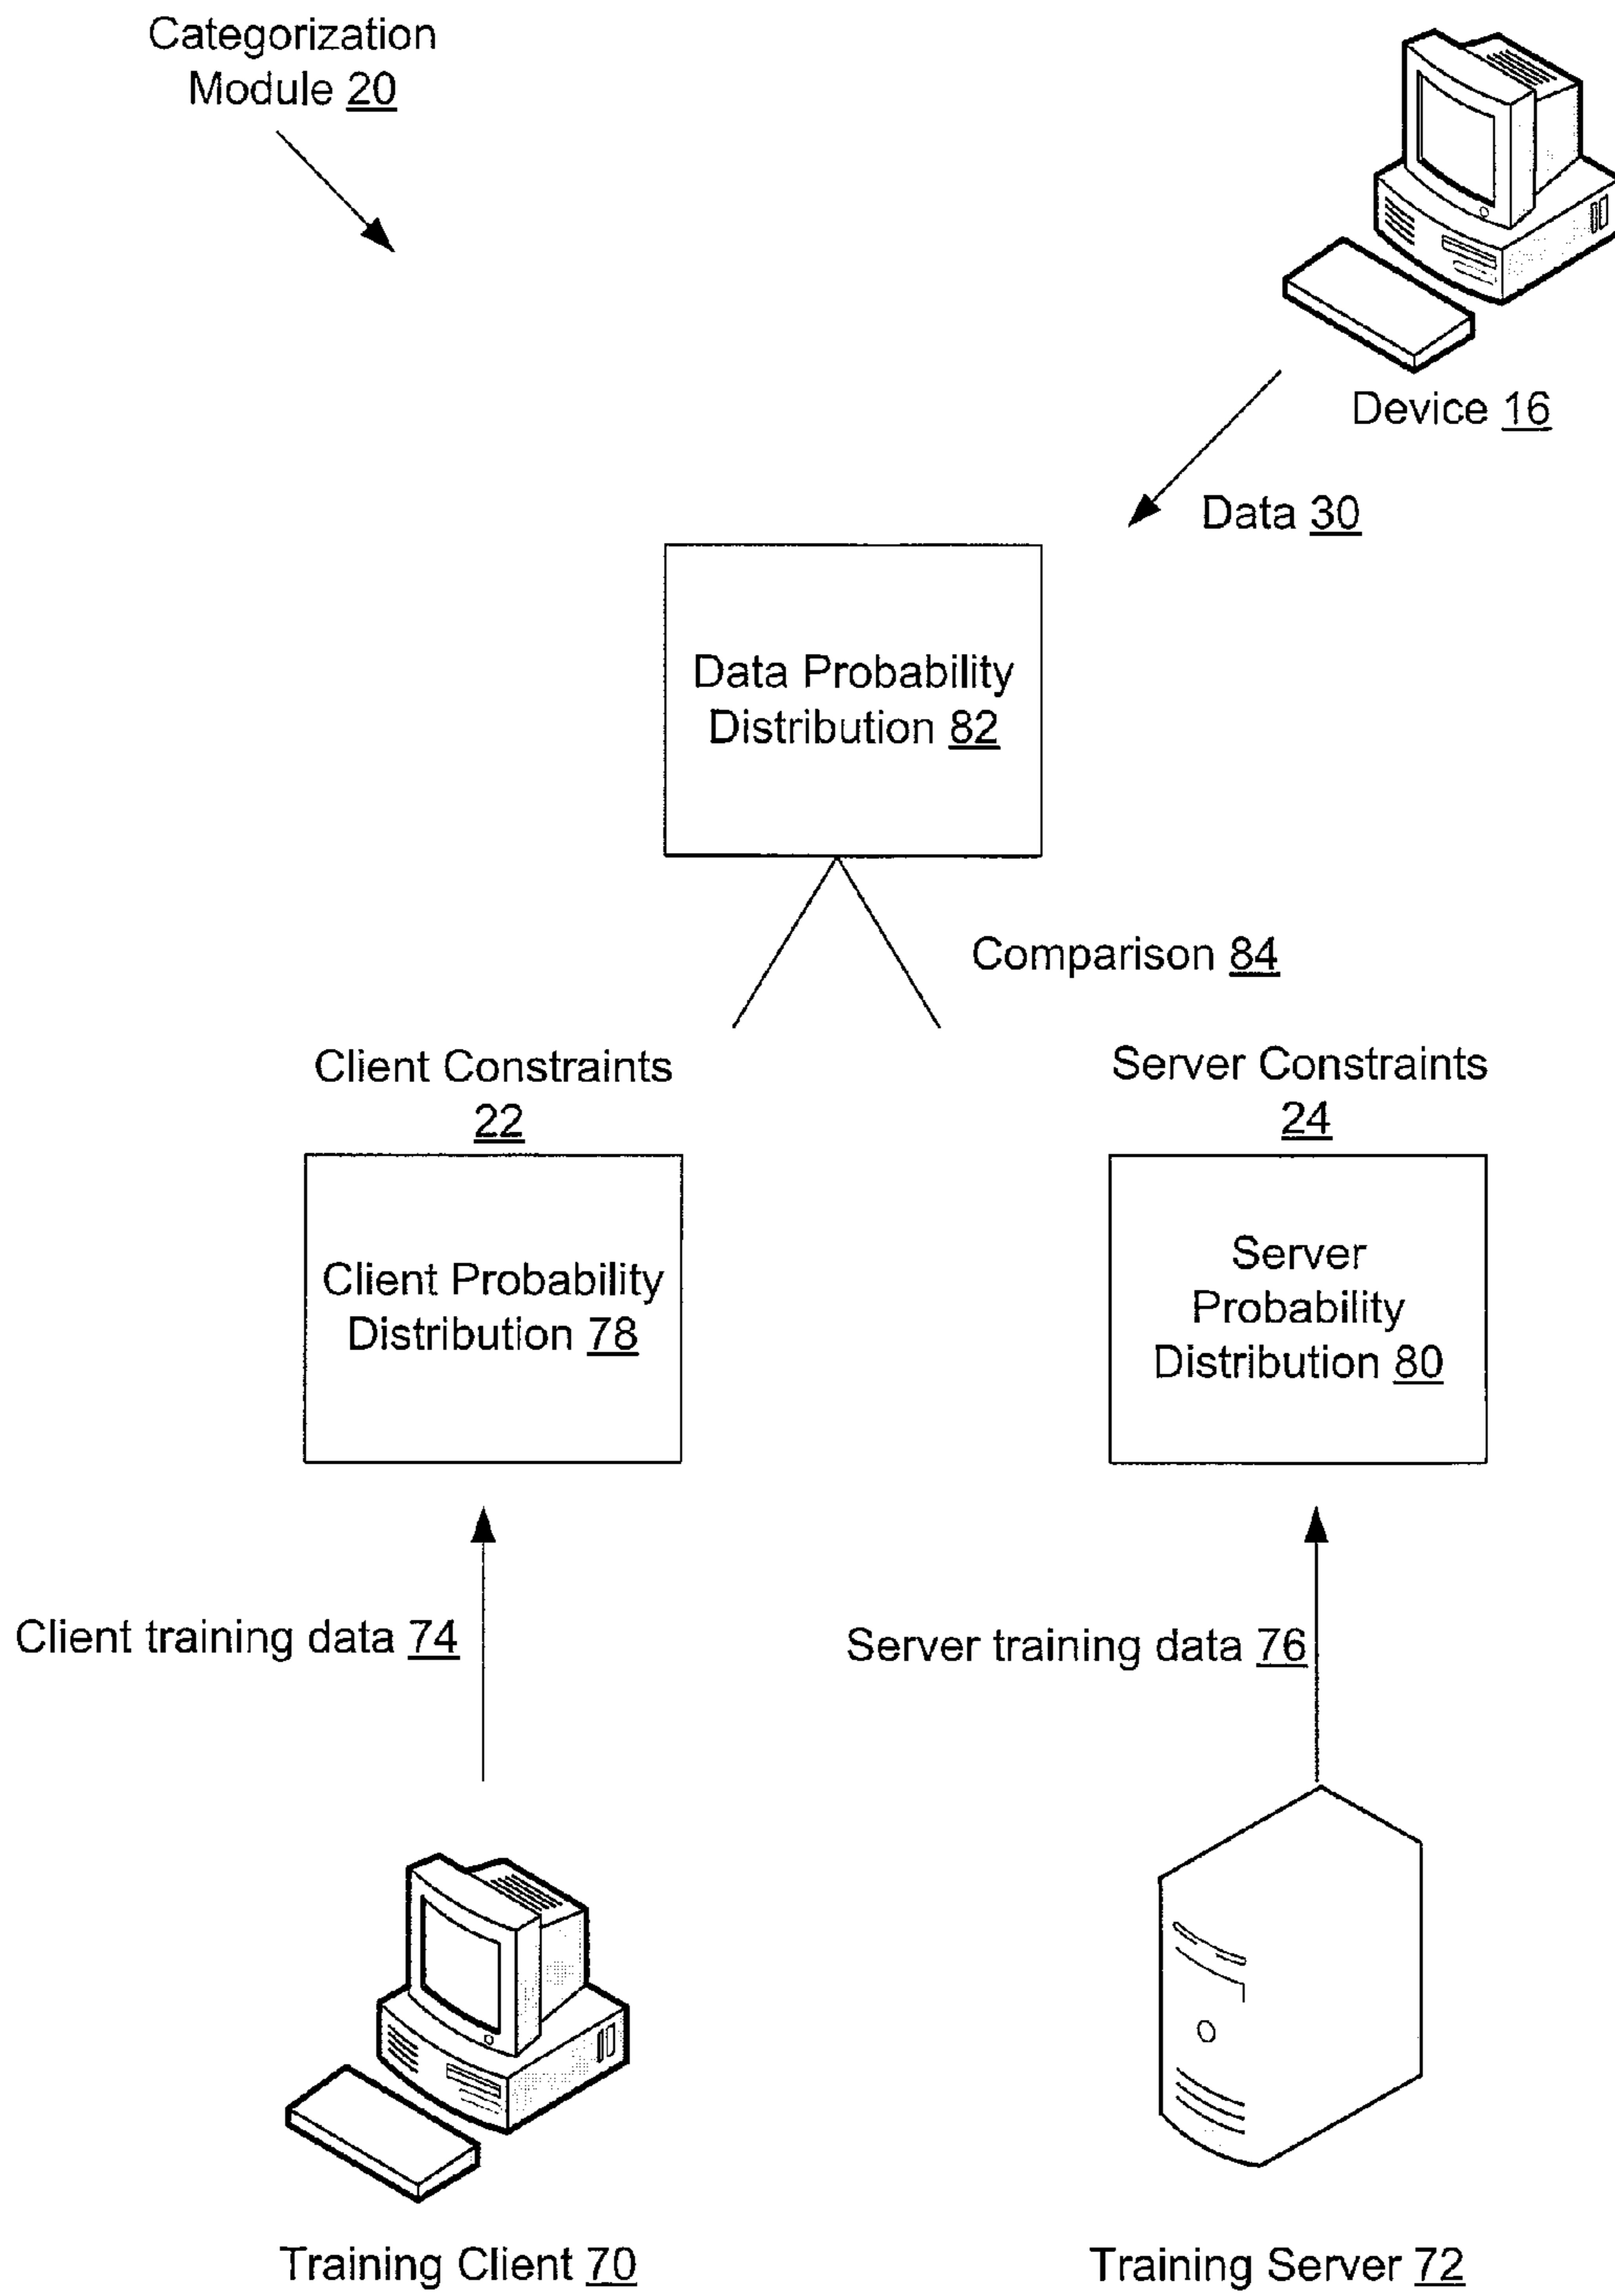 Categorization
Module 20
Device 16
Data 30
Data Probability
Distribution 82
Comparison 84
Client Constraints
22
Server Constraints
24
Client Probability
Distribution 78
Server
Probability
Distribution 80
Client training data 74
Server training data 76
Training Client 70
Training Server 72